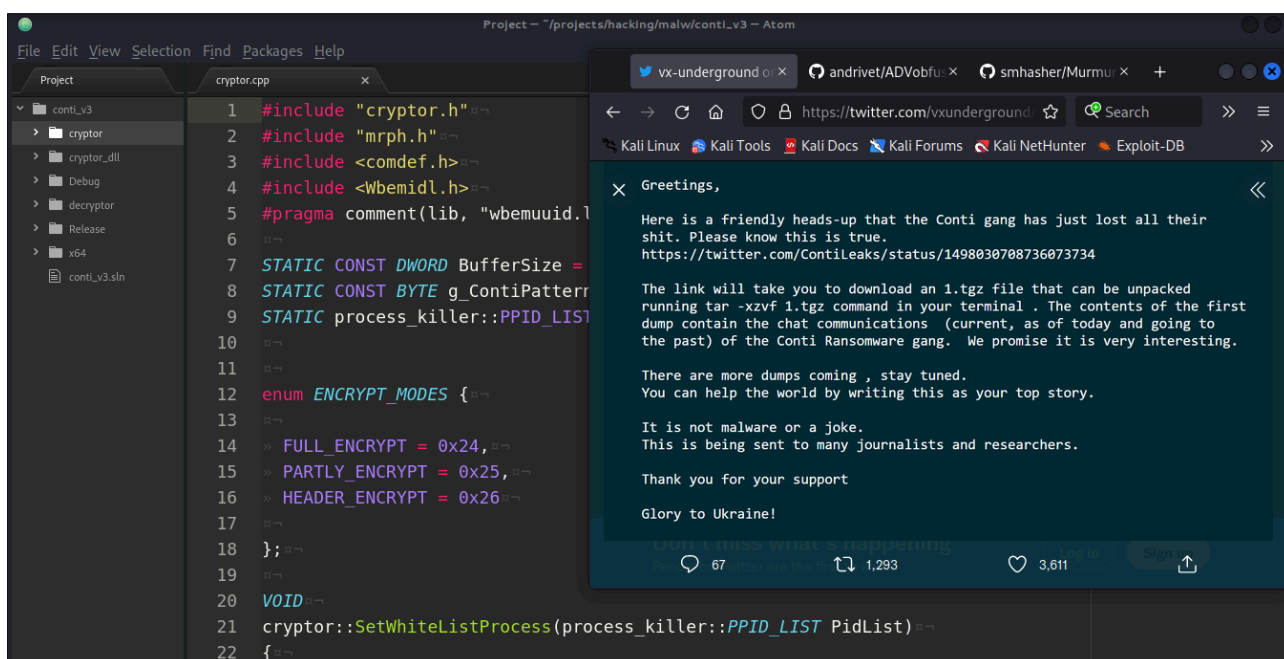 Project — ~/projects/hacking/malw/conti_v3 — Atom
File Edit View Selection Find Packages Help
Project
conti_v3
cryptor
cryptor_dll
Debug
decryptor
Release
x64
conti_v3.sln
cryptor.cpp
1 #include "cryptor.h"
2 #include "mrph.h"
3 #include <comdef.h>
4 #include <Wbemidl.h>
5 #pragma comment(lib, "wbemuuid.l
6
7 STATIC CONST DWORD BufferSize =
8 STATIC CONST BYTE g_ContiPattern
9 STATIC process_killer::PPID_LIST
10
11
12 enum ENCRYPT_MODES {
13
14 » FULL_ENCRYPT = 0x24,
15 » PARTLY_ENCRYPT = 0x25,
16 » HEADER_ENCRYPT = 0x26
17
18 };
19
20 VOID
21 cryptor::SetWhiteListProcess(process_killer::PPID_LIST PidList)
22 {
vx-underground o
andrivet/ADVobfus
smhasher/Murmur
https://twitter.com/vxunderground
Search
Kali Linux Kali Tools Kali Docs Kali Forums Kali NetHunter Exploit-DB
Greetings,
Here is a friendly heads-up that the Conti gang has just lost all their
shit. Please know this is true.
https://twitter.com/ContiLeaks/status/1498030708736073734
The link will take you to download an 1.tgz file that can be unpacked
running tar -xzvf 1.tgz command in your terminal . The contents of the first
dump contain the chat communications (current, as of today and going to
the past) of the Conti Ransomware gang. We promise it is very interesting.
There are more dumps coming , stay tuned.
You can help the world by writing this as your top story.
It is not malware or a joke.
This is being sent to many journalists and researchers.
Thank you for your support
Glory to Ukraine!
Don't miss what's happening
Log in
67
1,293
3,611